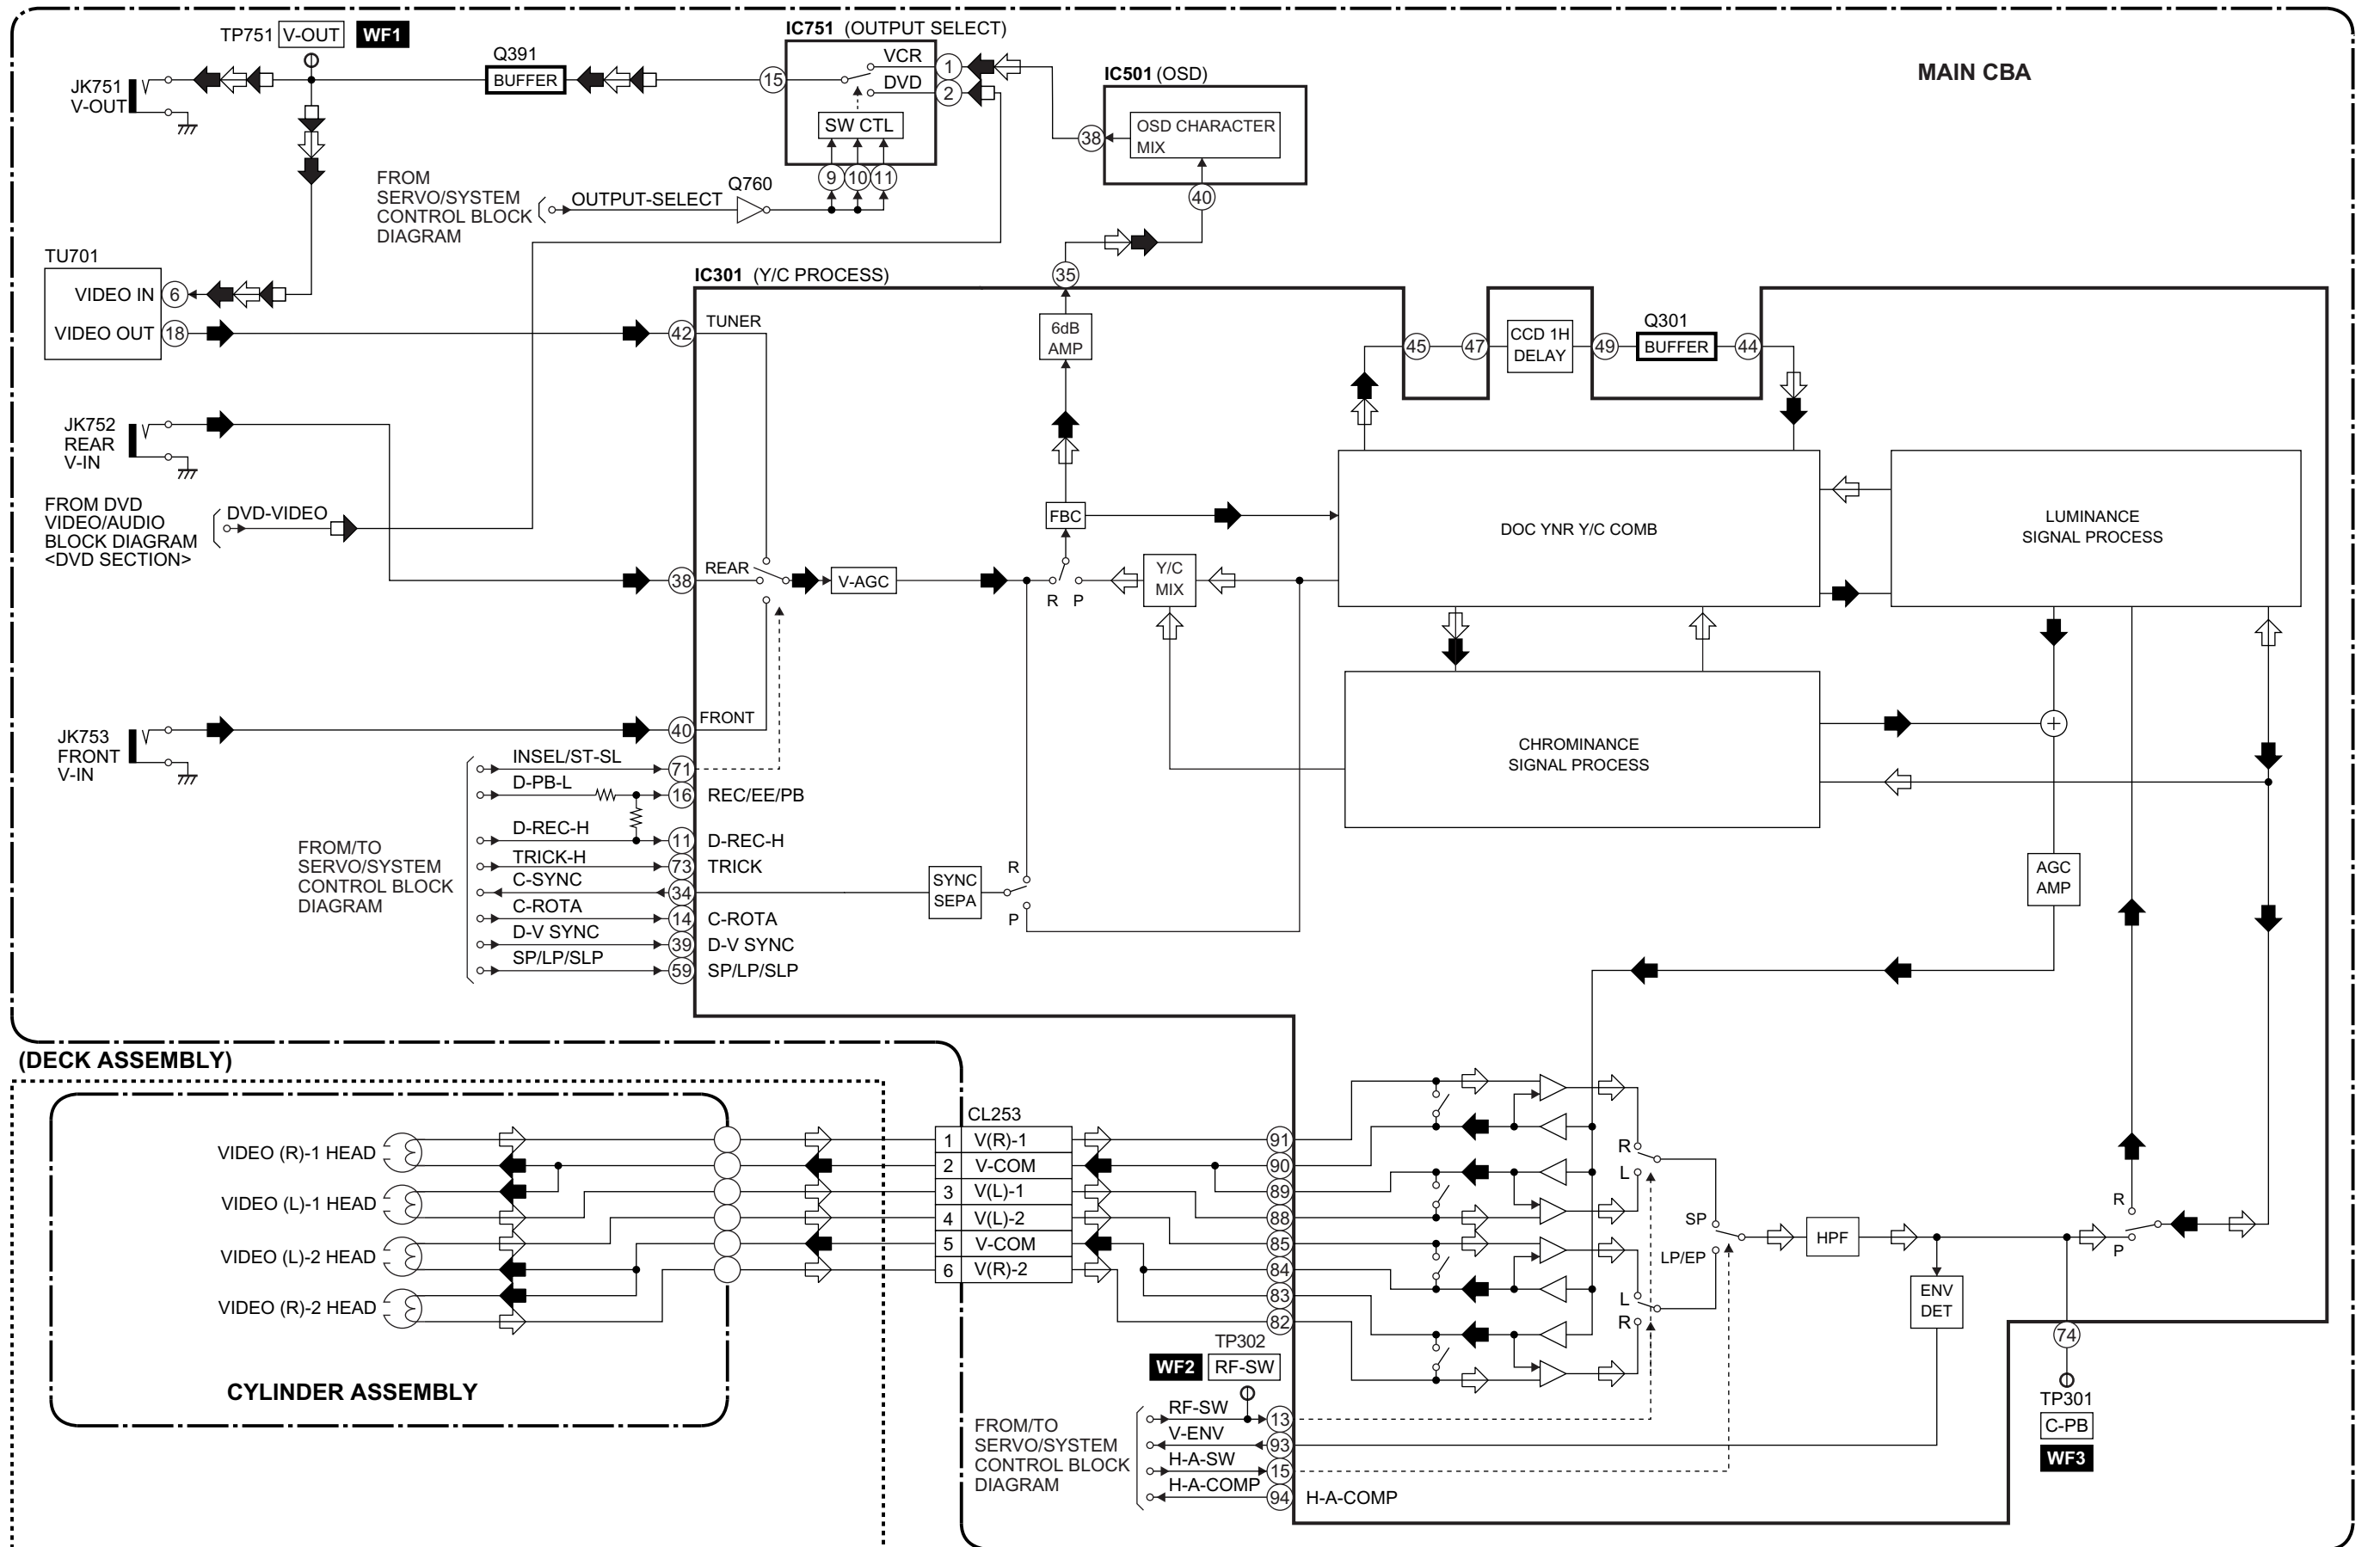 MAIN CBA
TP751 V-OUT WF1
JK751
V-OUT
Q391
BUFFER
IC751 (OUTPUT SELECT)
VCR
DVD
15
1
2
SW CTL
9 10 11
IC501 (OSD)
OSD CHARACTER
MIX
38
40
FROM
SERVO/SYSTEM
CONTROL BLOCK
DIAGRAM
OUTPUT-SELECT
Q760
TU701
VIDEO IN 6
VIDEO OUT 18
IC301 (Y/C PROCESS)
35
42 TUNER
6dB
AMP
45 47
CCD 1H
DELAY
49
Q301
BUFFER
44
JK752
REAR
V-IN
FROM DVD
VIDEO/AUDIO
BLOCK DIAGRAM
<DVD SECTION>
DVD-VIDEO
38 REAR
V-AGC
FBC
R P
Y/C
MIX
DOC YNR Y/C COMB
LUMINANCE
SIGNAL PROCESS
CHROMINANCE
SIGNAL PROCESS
+
JK753
FRONT
V-IN
40 FRONT
FROM/TO
SERVO/SYSTEM
CONTROL BLOCK
DIAGRAM
INSEL/ST-SL 71
D-PB-L 16 REC/EE/PB
D-REC-H 11 D-REC-H
TRICK-H 73 TRICK
C-SYNC 34
C-ROTA 14 C-ROTA
D-V SYNC 39 D-V SYNC
SP/LP/SLP 59 SP/LP/SLP
SYNC
SEPA
R
P
AGC
AMP
(DECK ASSEMBLY)
VIDEO (R)-1 HEAD
VIDEO (L)-1 HEAD
VIDEO (L)-2 HEAD
VIDEO (R)-2 HEAD
CYLINDER ASSEMBLY
CL253
1 V(R)-1
2 V-COM
3 V(L)-1
4 V(L)-2
5 V-COM
6 V(R)-2
91
90
89
88
85
84
83
82
R
L
L
R
SP
LP/EP
HPF
ENV
DET
R
P
74
TP301
C-PB
WF3
TP302
WF2 RF-SW
FROM/TO
SERVO/SYSTEM
CONTROL BLOCK
DIAGRAM
RF-SW 13
V-ENV 93
H-A-SW 15
H-A-COMP 94 H-A-COMP